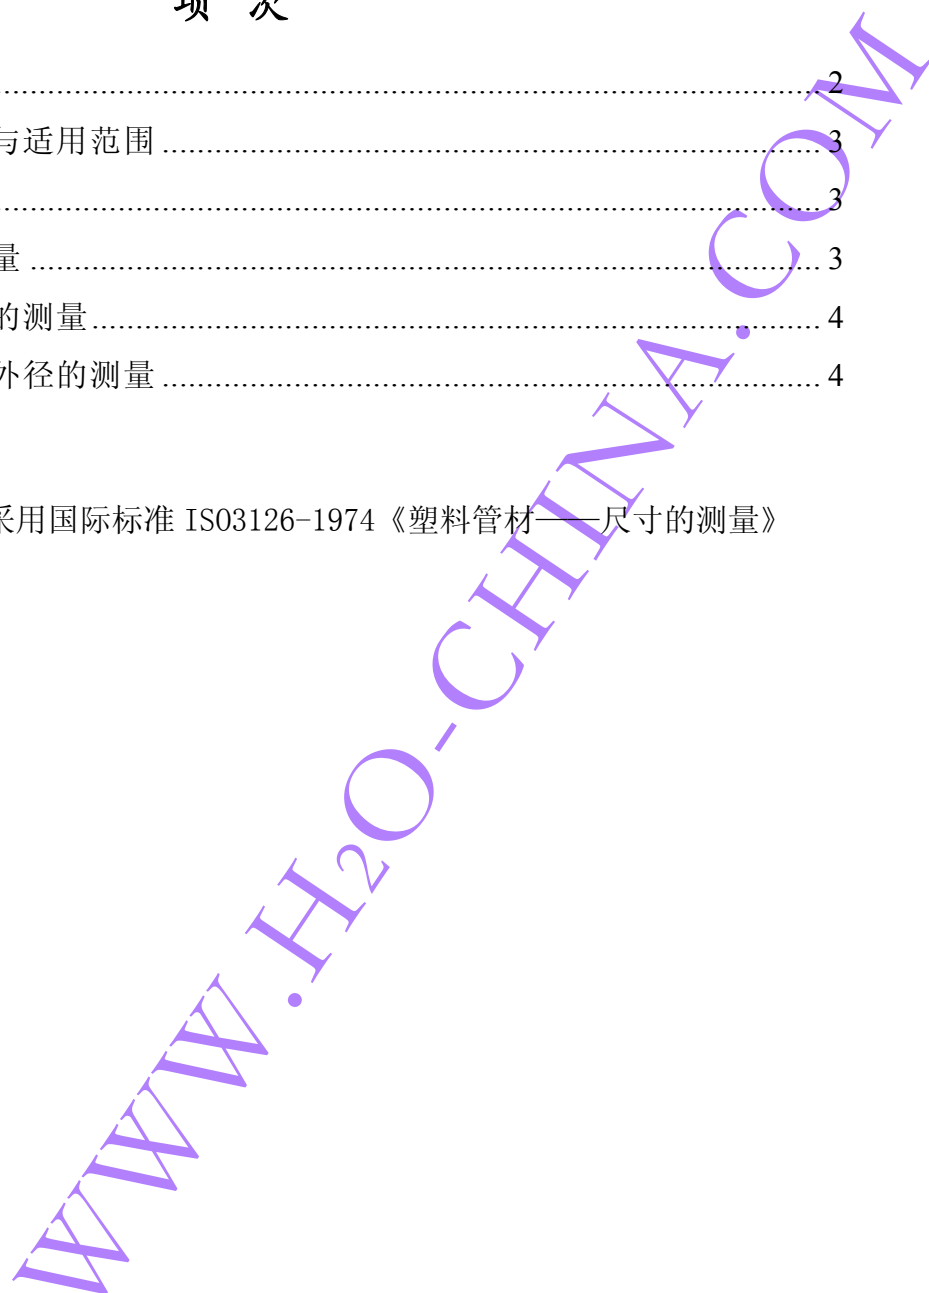 项 次
........................................ 2
与适用范围 ........................................ 3
........................................ 3
量 ........................................ 3
的测量 ........................................ 4
外径的测量 ........................................ 4
采用国际标准 ISO3126-1974《塑料管材——尺寸的测量》
WWW.H2O-CHINA.COM